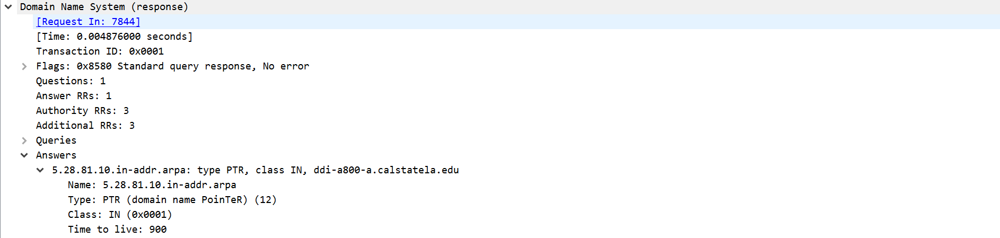 Domain Name System (response)
[Request In: 7844]
[Time: 0.004876000 seconds]
Transaction ID: 0x0001
Flags: 0x8580 Standard query response, No error
Questions: 1
Answer RRs: 1
Authority RRs: 3
Additional RRs: 3
Queries
Answers
5.28.81.10.in-addr.arpa: type PTR, class IN, ddi-a800-a.calstatela.edu
Name: 5.28.81.10.in-addr.arpa
Type: PTR (domain name PoinTeR) (12)
Class: IN (0x0001)
Time to live: 900